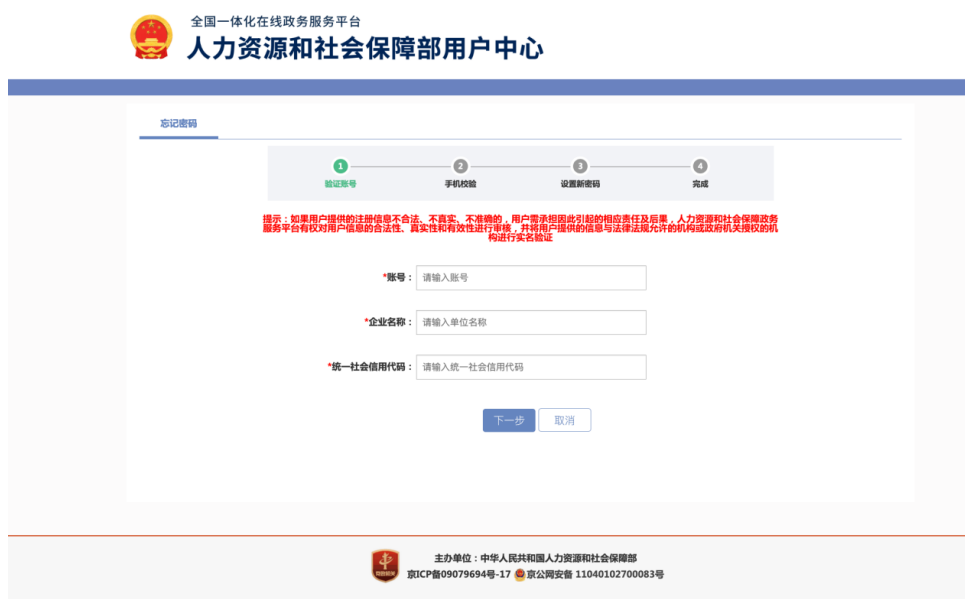 全国一体化在线政务服务平台
人力资源和社会保障部用户中心
忘记密码
1
2
3
4
验证账号
手机校验
设置新密码
完成
提示：如果用户提供的注册信息不合法、不真实、不准确的，用户需承担因此引起的相应责任及后果，人力资源和社会保障政务
服务平台有权对用户信息的合法性、真实性和有效性进行审核，并将用户提供的信息与法律法规允许的机构或政府机关授权的机
构进行实名验证
*账号：
请输入账号
*企业名称：
请输入单位名称
*统一社会信用代码：
请输入统一社会信用代码
下一步
取消
主办单位：中华人民共和国人力资源和社会保障部
京ICP备09079694号-17 京公网安备 11040102700083号